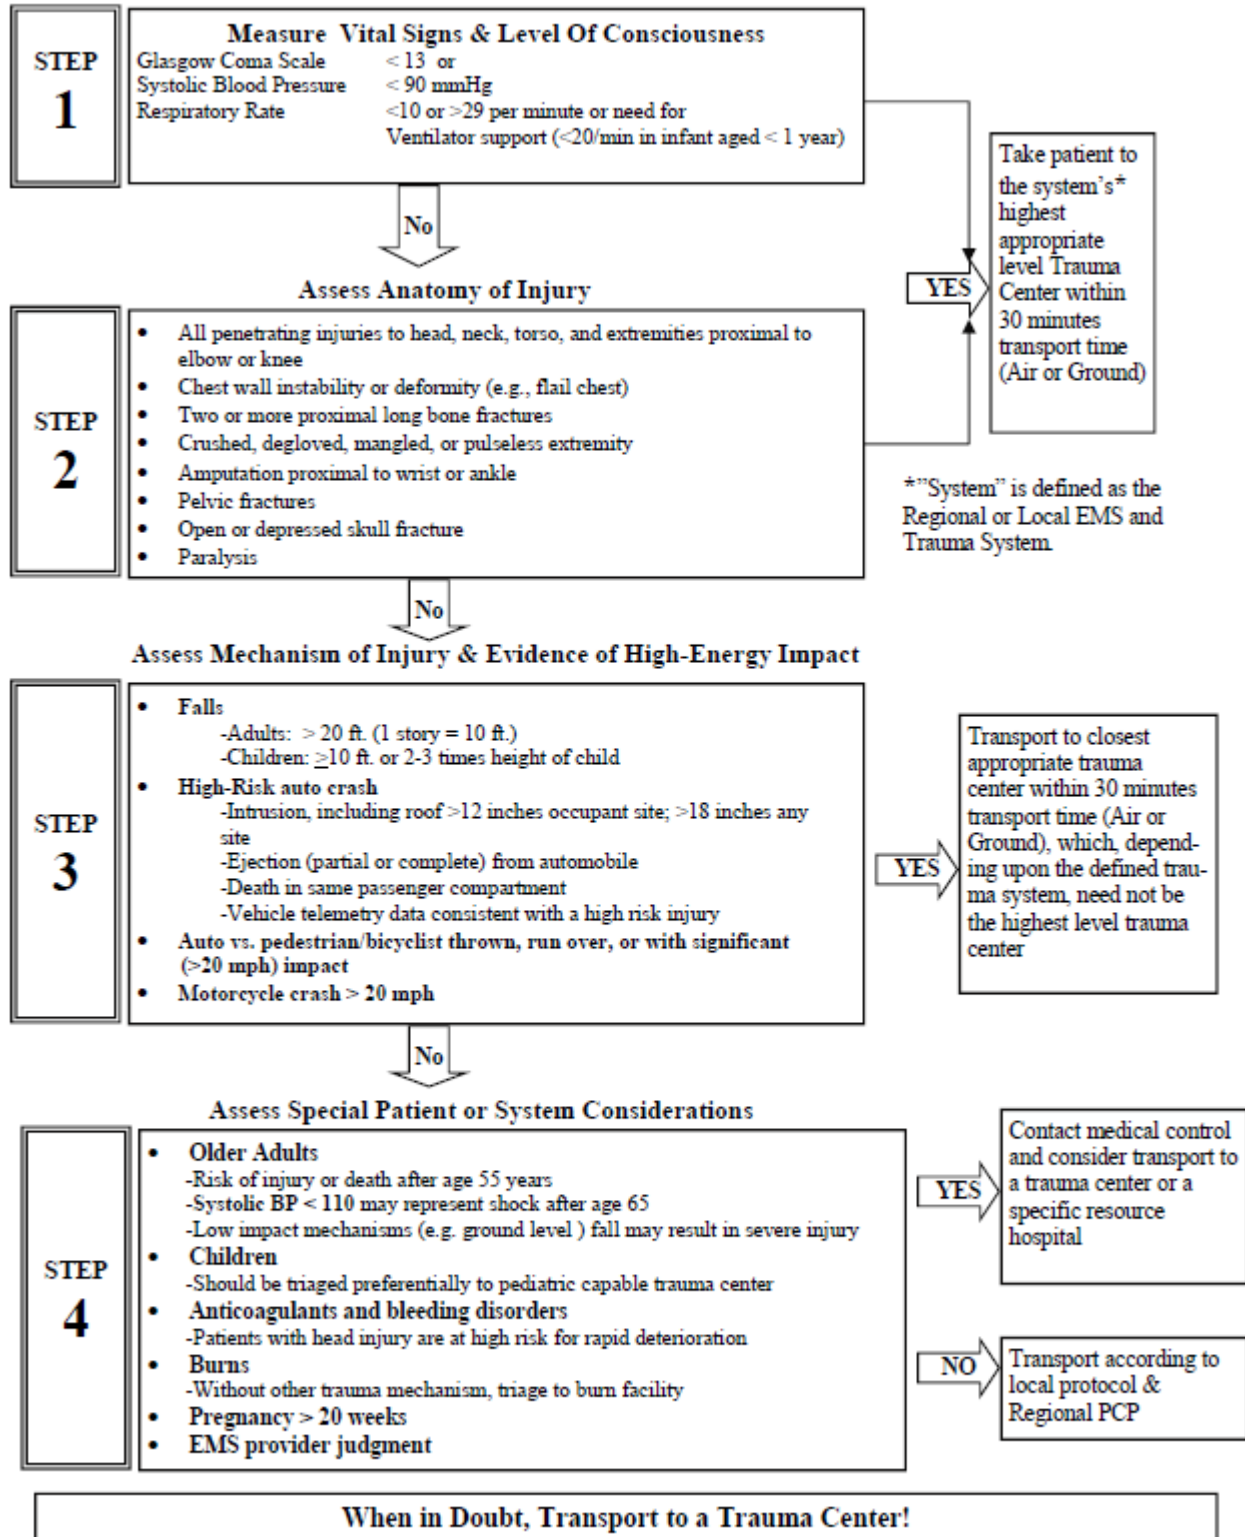 Measure Vital Signs & Level Of Consciousness
STEP
1
Glasgow Coma Scale < 13 or
Systolic Blood Pressure < 90 mmHg
Respiratory Rate <10 or >29 per minute or need for
Ventilator support (<20/min in infant aged < 1 year)
No
YES
Take patient to
the system's*
highest
appropriate
level Trauma
Center within
30 minutes
transport time
(Air or Ground)
Assess Anatomy of Injury
STEP
2
• All penetrating injuries to head, neck, torso, and extremities proximal to
elbow or knee
• Chest wall instability or deformity (e.g., flail chest)
• Two or more proximal long bone fractures
• Crushed, degloved, mangled, or pulseless extremity
• Amputation proximal to wrist or ankle
• Pelvic fractures
• Open or depressed skull fracture
• Paralysis
*"System" is defined as the
Regional or Local EMS and
Trauma System.
No
Assess Mechanism of Injury & Evidence of High-Energy Impact
STEP
3
• Falls
-Adults: > 20 ft. (1 story = 10 ft.)
-Children: ≥10 ft. or 2-3 times height of child
• High-Risk auto crash
-Intrusion, including roof >12 inches occupant site; >18 inches any
site
-Ejection (partial or complete) from automobile
-Death in same passenger compartment
-Vehicle telemetry data consistent with a high risk injury
• Auto vs. pedestrian/bicyclist thrown, run over, or with significant
(>20 mph) impact
• Motorcycle crash > 20 mph
YES
Transport to closest
appropriate trauma
center within 30 minutes
transport time (Air or
Ground), which, depend-
ing upon the defined trau-
ma system, need not be
the highest level trauma
center
No
Assess Special Patient or System Considerations
STEP
4
• Older Adults
-Risk of injury or death after age 55 years
-Systolic BP < 110 may represent shock after age 65
-Low impact mechanisms (e.g. ground level ) fall may result in severe injury
• Children
-Should be triaged preferentially to pediatric capable trauma center
• Anticoagulants and bleeding disorders
-Patients with head injury are at high risk for rapid deterioration
• Burns
-Without other trauma mechanism, triage to burn facility
• Pregnancy > 20 weeks
• EMS provider judgment
YES
Contact medical control
and consider transport to
a trauma center or a
specific resource
hospital
NO
Transport according to
local protocol &
Regional PCP
When in Doubt, Transport to a Trauma Center!